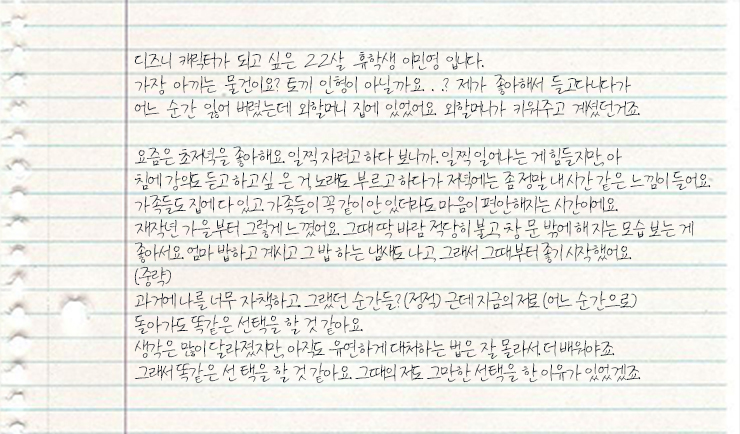 디즈니 캐릭터가 되고 싶은 22살 휴학생 이민영 입니다.
가장 아끼는 물건이요? 토끼 인형이 아닐까요...? 제가 좋아해서 들고다니다가
어느 순간 잃어 버렸는데 외할머니 집에 있었어요. 외할머니가 키워주고 계셨던거죠.
요즘은 초저녁을 좋아해요. 일찍 자려고 하다 보니까. 일찍 일어나는 게 힘들지만, 아
침에 강의도 듣고 하고 싶은 거 노래도 부르고 하다가 저녁에는 좀 정말 내 시간 같은 느낌이 들어요.
가족들도 집에 다 있고 가족들이 꼭 같이 안 있더라도 마음이 편안해지는 시간이에요.
재작년 가을부터 그렇게 느꼈어요. 그때 딱 바람 적당히 불고, 창 문 밖에 해 지는 모습 보는 게
좋아서요. 엄마 밥하고 계시고 그 밥 하는 냄새도 나고, 그래서 그때부터 즐기 시작했어요.
(중략)
과거에 나를 너무 자책하고. 그랬던 순간들? (정적) 근데 지금의 저로 (어느 순간으로)
돌아가도 똑같은 선택을 할 것 같아요.
생각은 많이 달라졌지만, 아직도 유연하게 대처하는 법은 잘 몰라서. 더 배워야죠.
그래서 똑같은 선 택을 할 것 같아요. 그때의 저도 그만한 선택을 한 이유가 있었겠죠.